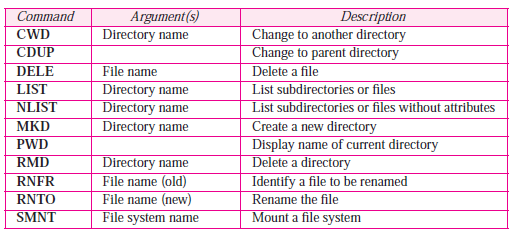 Command Argument(s) Description
CWD Directory name Change to another directory
CDUP Change to parent directory
DELE File name Delete a file
LIST Directory name List subdirectories or files
NLIST Directory name List subdirectories or files without attributes
MKD Directory name Create a new directory
PWD Display name of current directory
RMD Directory name Delete a directory
RNFR File name (old) Identify a file to be renamed
RNTO File name (new) Rename the file
SMNT File system name Mount a file system